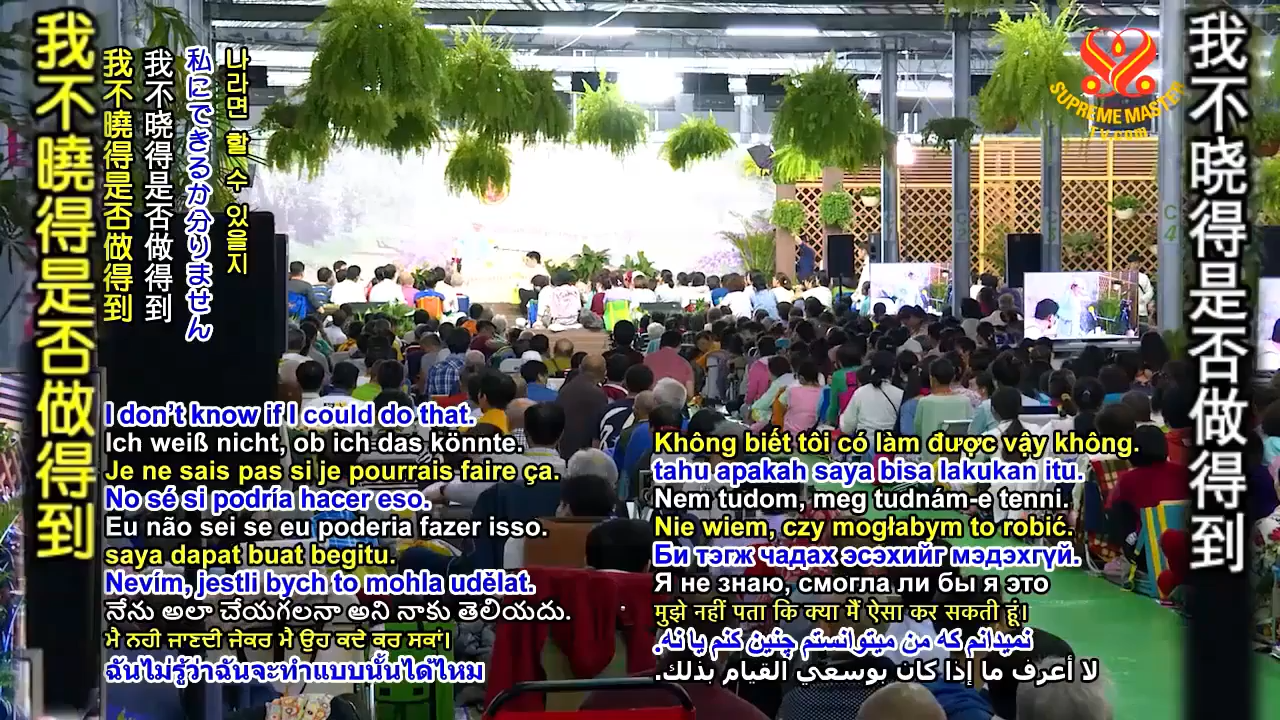 我不曉得是否做得到
我不曉得是否做得到
我不晓得是否做得到
私にできるか分りません
나라면 할 수 있을지
SUPREME MASTER
TV.com
我不晓得是否做得到
I don't know if I could do that.
Ich weiß nicht, ob ich das könnte.
Je ne sais pas si je pourrais faire ça.
No sé si podría hacer eso.
Eu não sei se eu poderia fazer isso.
saya dapat buat begitu.
Nevím, jestli bych to mohla udělat.
నేను అలా చేయగలనా అని నాకు తెలియదు.
ਮੈ ਨਹੀ ਜਾਣਦੀ ਜੇਕਰ ਮੈ ਉਹ ਕਦੇ ਕਰ ਸਕਾਂ।
ฉันไม่รู้ว่าฉันจะทำแบบนั้นได้ไหม
Không biết tôi có làm được vậy không.
tahu apakah saya bisa lakukan itu.
Nem tudom, meg tudnám-e tenni.
Nie wiem, czy mogłabym to robić.
Би тэгж чадах эсэхийг мэдэхгүй.
Я не знаю, смогла ли бы я это
मुझे नहीं पता कि क्या मैं ऐसा कर सकती हूं।
نمیدانم که من میتوانستم چنین کنم یا نه.
لا أعرف ما إذا كان بوسعي القيام بذلك.
C 2
C 3
C 4